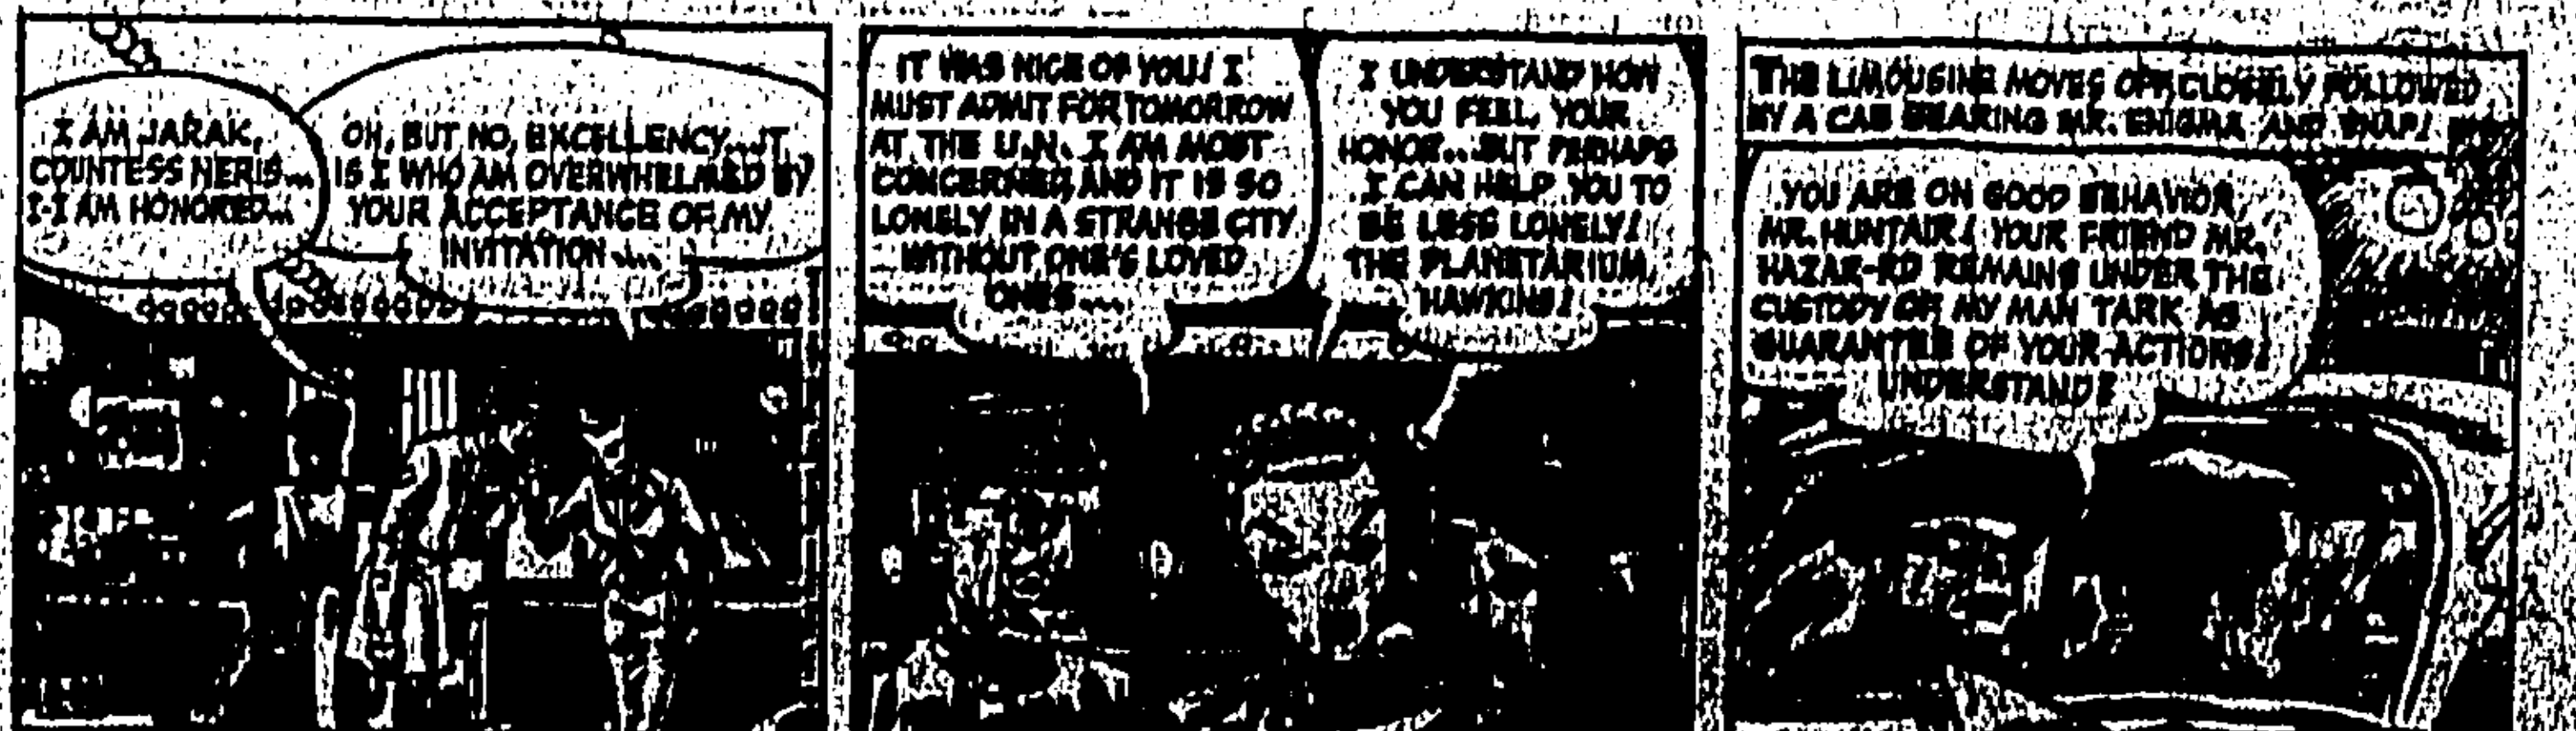 I AM JARAK,
COUNTESS NERIS...
I-I AM HONORED...
OH, BUT NO, EXCELLENCY...IT
IS I WHO AM OVERWHELMED BY
YOUR ACCEPTANCE OF MY
INVITATION...
IT WAS NICE OF YOU! I
MUST ADMIT FOR TOMORROW
AT THE U.N. I AM MOST
CONCERNED, AND IT IS SO
LONELY IN A STRANGE CITY
WITHOUT ONE'S LOVED
ONES...
I UNDERSTAND HOW
YOU FEEL, YOUR
HONOR...BUT PERHAPS
I CAN HELP YOU TO
BE LESS LONELY!
THE PLANETARIUM,
HAWKINS!
THE LIMOUSINE MOVES OFF, CLOSELY FOLLOWED
BY A CAB BEARING MR. ENIGMA AND SNAP!
YOU ARE ON GOOD BEHAVIOR,
MR. HUNTAIR! YOUR FRIEND MR.
HAZAR-RD REMAINS UNDER THE
CUSTODY OF MY MAN TARK AS
GUARANTEE OF YOUR ACTIONS!
UNDERSTAND?